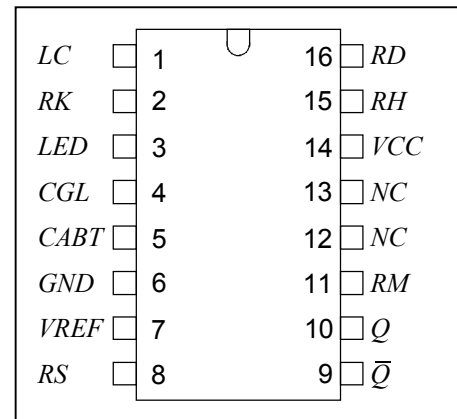 LC 1 16 RD
RK 2 15 RH
LED 3 14 VCC
CGL 4 13 NC
CABT 5 12 NC
GND 6 11 RM
VREF 7 10 Q
RS 8 9 Q̅